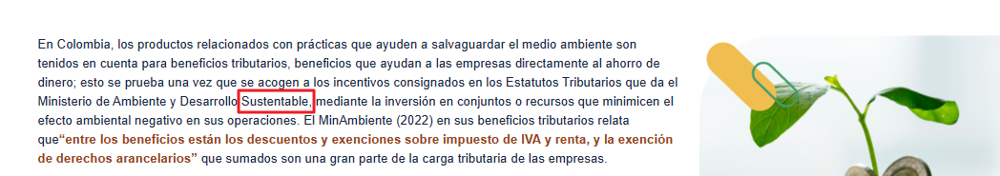 En Colombia, los productos relacionados con prácticas que ayuden a salvaguardar el medio ambiente son
tenidos en cuenta para beneficios tributarios, beneficios que ayudan a las empresas directamente al ahorro de
dinero; esto se prueba una vez que se acogen a los incentivos consignados en los Estatutos Tributarios que da el
Ministerio de Ambiente y Desarrollo Sustentable, mediante la inversión en conjuntos o recursos que minimicen el
efecto ambiental negativo en sus operaciones. El MinAmbiente (2022) en sus beneficios tributarios relata
que“entre los beneficios están los descuentos y exenciones sobre impuesto de IVA y renta, y la exención
de derechos arancelarios” que sumados son una gran parte de la carga tributaria de las empresas.